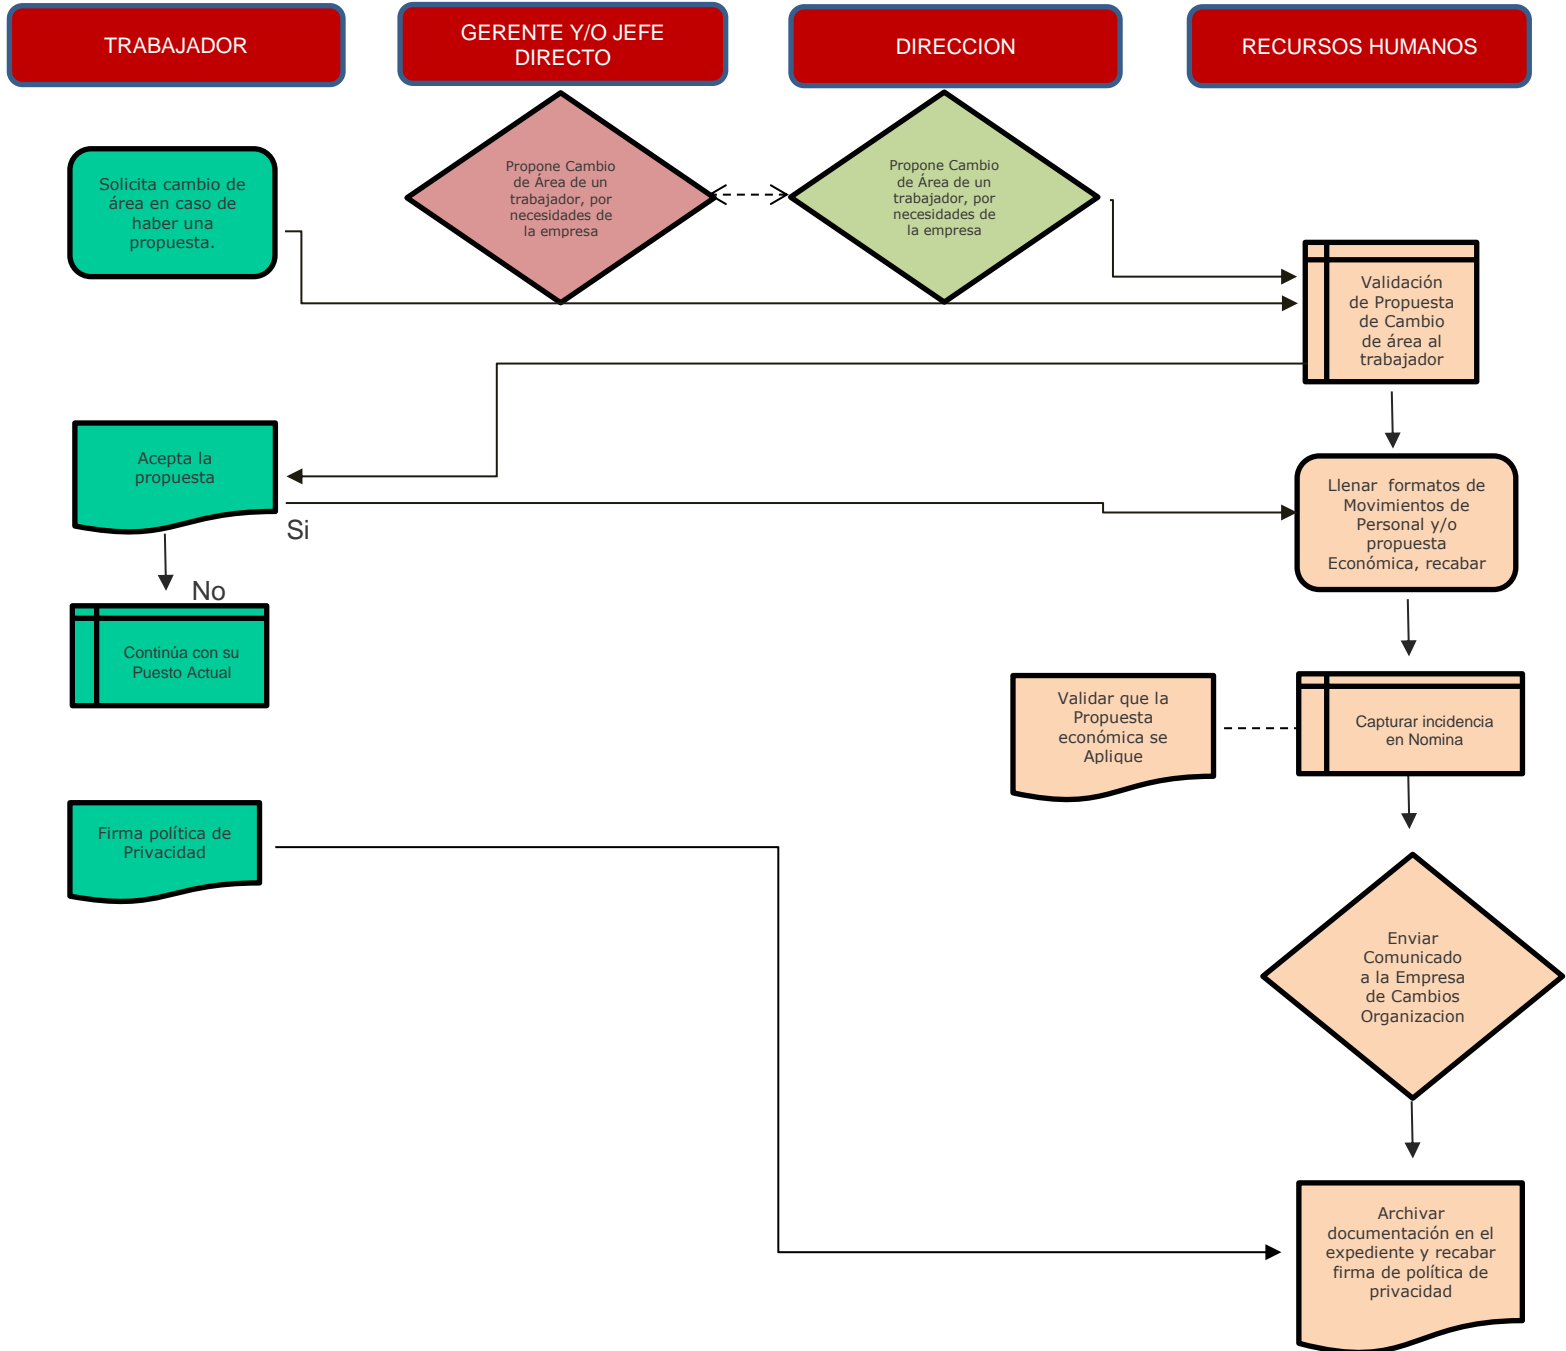 TRABAJADOR
GERENTE Y/O JEFE
DIRECTO
DIRECCION
RECURSOS HUMANOS
Solicita cambio de
área en caso de
haber una
propuesta.
Propone Cambio
de Área de un
trabajador, por
necesidades de
la empresa
Propone Cambio
de Área de un
trabajador, por
necesidades de
la empresa
Validación
de Propuesta
de Cambio
de área al
trabajador
Acepta la
propuesta
Si
No
Llenar formatos de
Movimientos de
Personal y/o
propuesta
Económica, recabar
Continúa con su
Puesto Actual
Validar que la
Propuesta
económica se
Aplique
Capturar incidencia
en Nomina
Firma política de
Privacidad
Enviar
Comunicado
a la Empresa
de Cambios
Organizacion
Archivar
documentación en el
expediente y recabar
firma de política de
privacidad